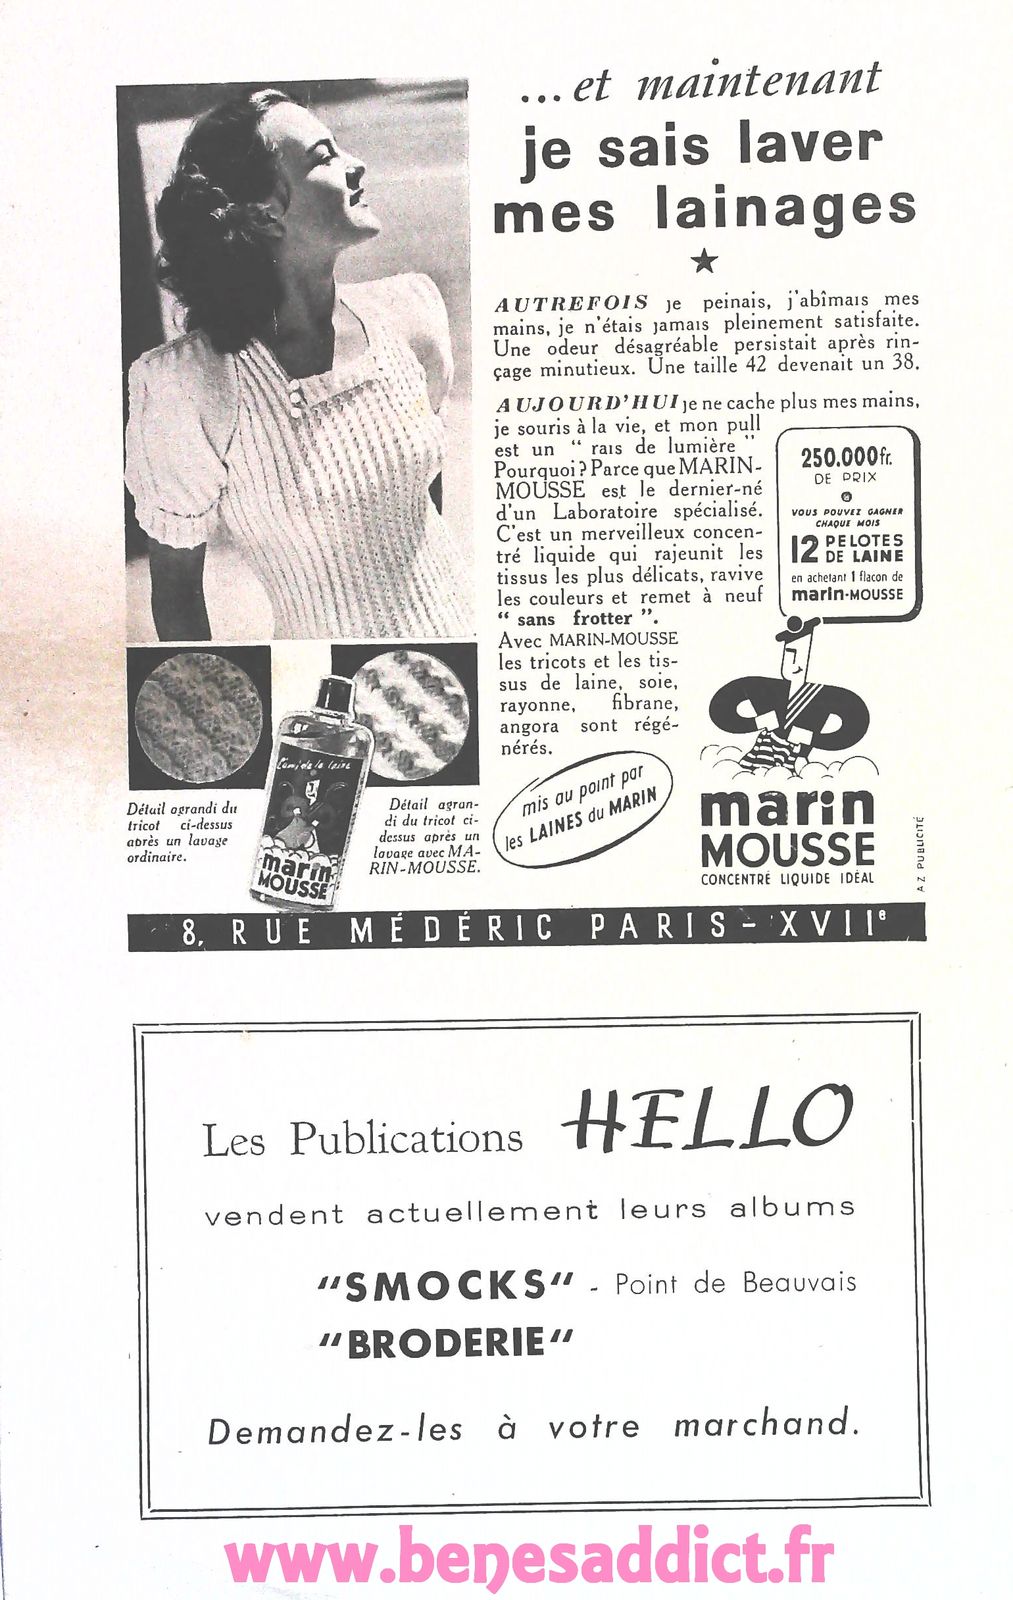 ...et maintenant
je sais laver
mes lainages
AUTREFOIS je peinais, j'abîmais mes
mains, je n'étais jamais pleinement satisfaite.
Une odeur désagréable persistait après rin-
çage minutieux. Une taille 42 devenait un 38.
AUJOURD'HUI je ne cache plus mes mains,
je souris à la vie, et mon pull
est un “ rais de lumière ”
Pourquoi ? Parce que MARIN-
MOUSSE est le dernier-né
d'un Laboratoire spécialisé.
C'est un merveilleux concen-
tré liquide qui rajeunit les
tissus les plus délicats, ravive
les couleurs et remet à neuf
“ sans frotter ”.
Avec MARIN-MOUSSE
les tricots et les tis-
sus de laine, soie,
rayonne, fibrane,
angora sont régé-
nérés.
250.000 fr.
DE PRIX
VOUS POUVEZ GAGNER
CHAQUE MOIS
12 PELOTES
DE LAINE
en achetant 1 flacon de
marin-MOUSSE
Détail agrandi du
tricot ci-dessus
après un lavage
ordinaire.
L'ami de la laine
marin
MOUSSE
Détail agran-
di du tricot ci-
dessus après un
lavage avec MA-
RIN-MOUSSE.
mis au point par
les LAINES du MARIN
marin
MOUSSE
CONCENTRÉ LIQUIDE IDÉAL
A Z PUBLICITÉ
8, RUE MÉDÉRIC PARIS - XVIIe
Les Publications HELLO
vendent actuellement leurs albums
"SMOCKS" - Point de Beauvais
"BRODERIE"
Demandez-les à votre marchand.
www.benesaddict.fr